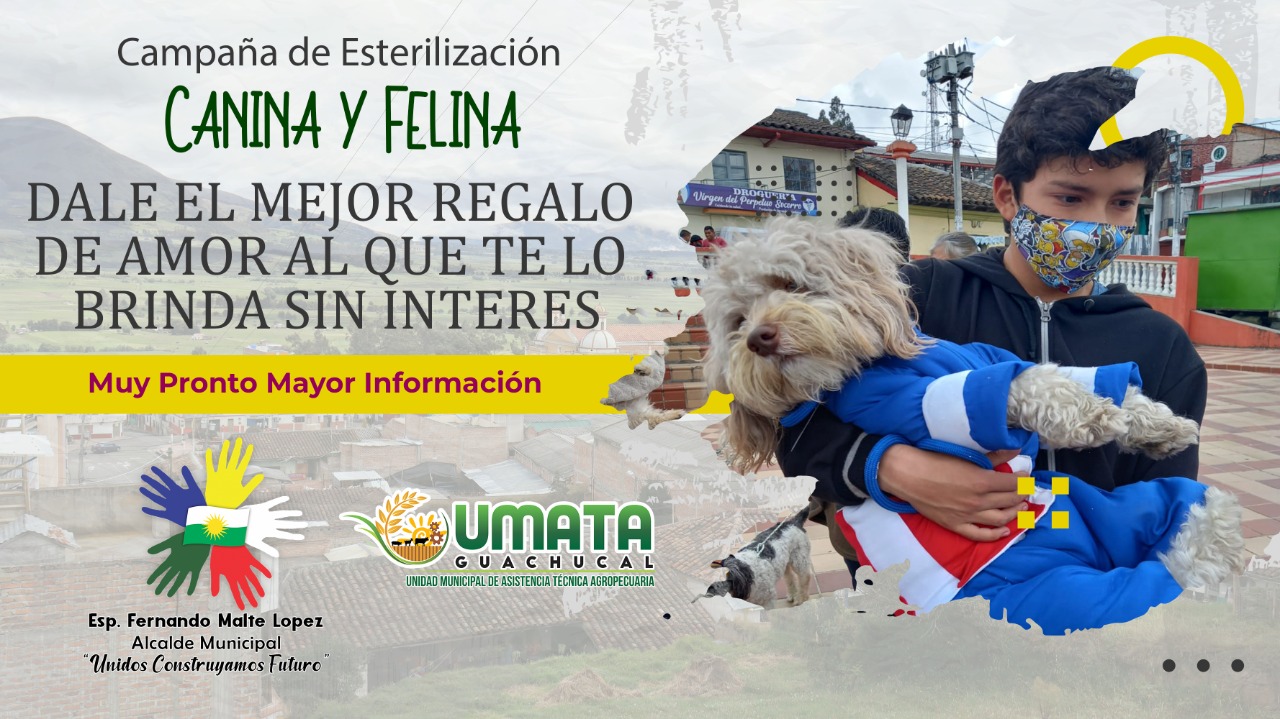 Campaña de Esterilización
CANINA Y FELINA
DALE EL MEJOR REGALO
DE AMOR AL QUE TE LO
BRINDA SIN INTERES
Muy Pronto Mayor Información
DROGUER'A
Virgen del Perpetuo Socorro
UMATA
GUACHUCAL
UNIDAD MUNICIPAL DE ASISTENCIA TÉCNICA AGROPECUARIA
Esp. Fernando Malte Lopez
Alcalde Municipal
"Unidos Construyamos Futuro"